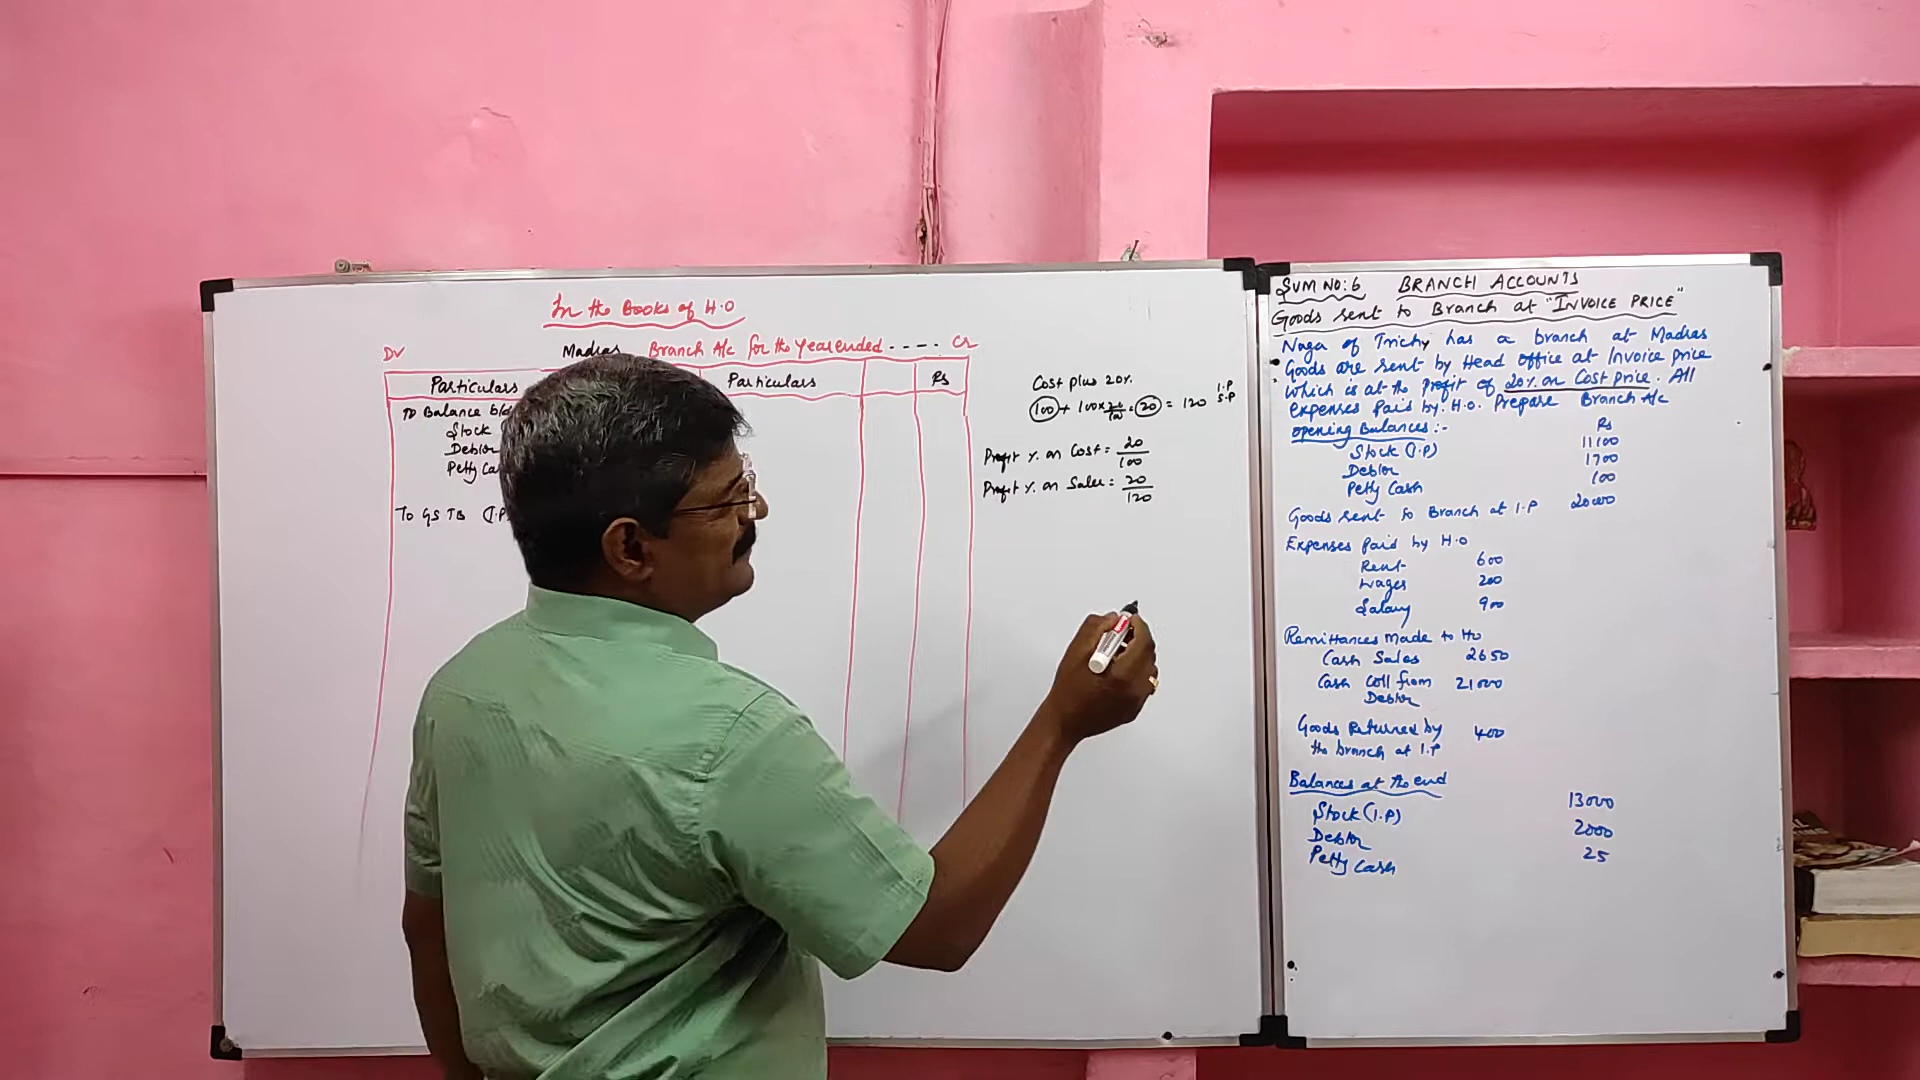 In the Books of H.O
Dr Madras Branch A/c for the Year ended - - - - Cr
Particulars Particulars Rs
To Balance b/d
Stock
Debtor
Petty Ca
To GSTB (I.P
Cost plus 20%
100 + 100 x 20/100 = 20 = 120 I.P S.P
Profit % on Cost = 20/100
Profit % on Sales = 20/120
SUM NO: 6 BRANCH ACCOUNTS
Goods sent to Branch at "INVOICE PRICE"
Naga of Trichy has a branch at Madras
Goods are sent by Head office at Invoice price
which is at the profit of 20% on Cost price. All
expenses paid by H.O. Prepare Branch A/c
opening Balances :- Rs
Stock (I.P) 11100
Debtor 1700
Petty Cash 100
Goods sent to Branch at I.P 20000
Expenses paid by H.O
Rent 600
Wages 200
Salary 900
Remittances made to HO
Cash Sales 2650
Cash coll from 21000
Debtor
Goods Returned by 400
the branch at I.P
Balances at the end
Stock (I.P) 13000
Debtor 2000
Petty Cash 25